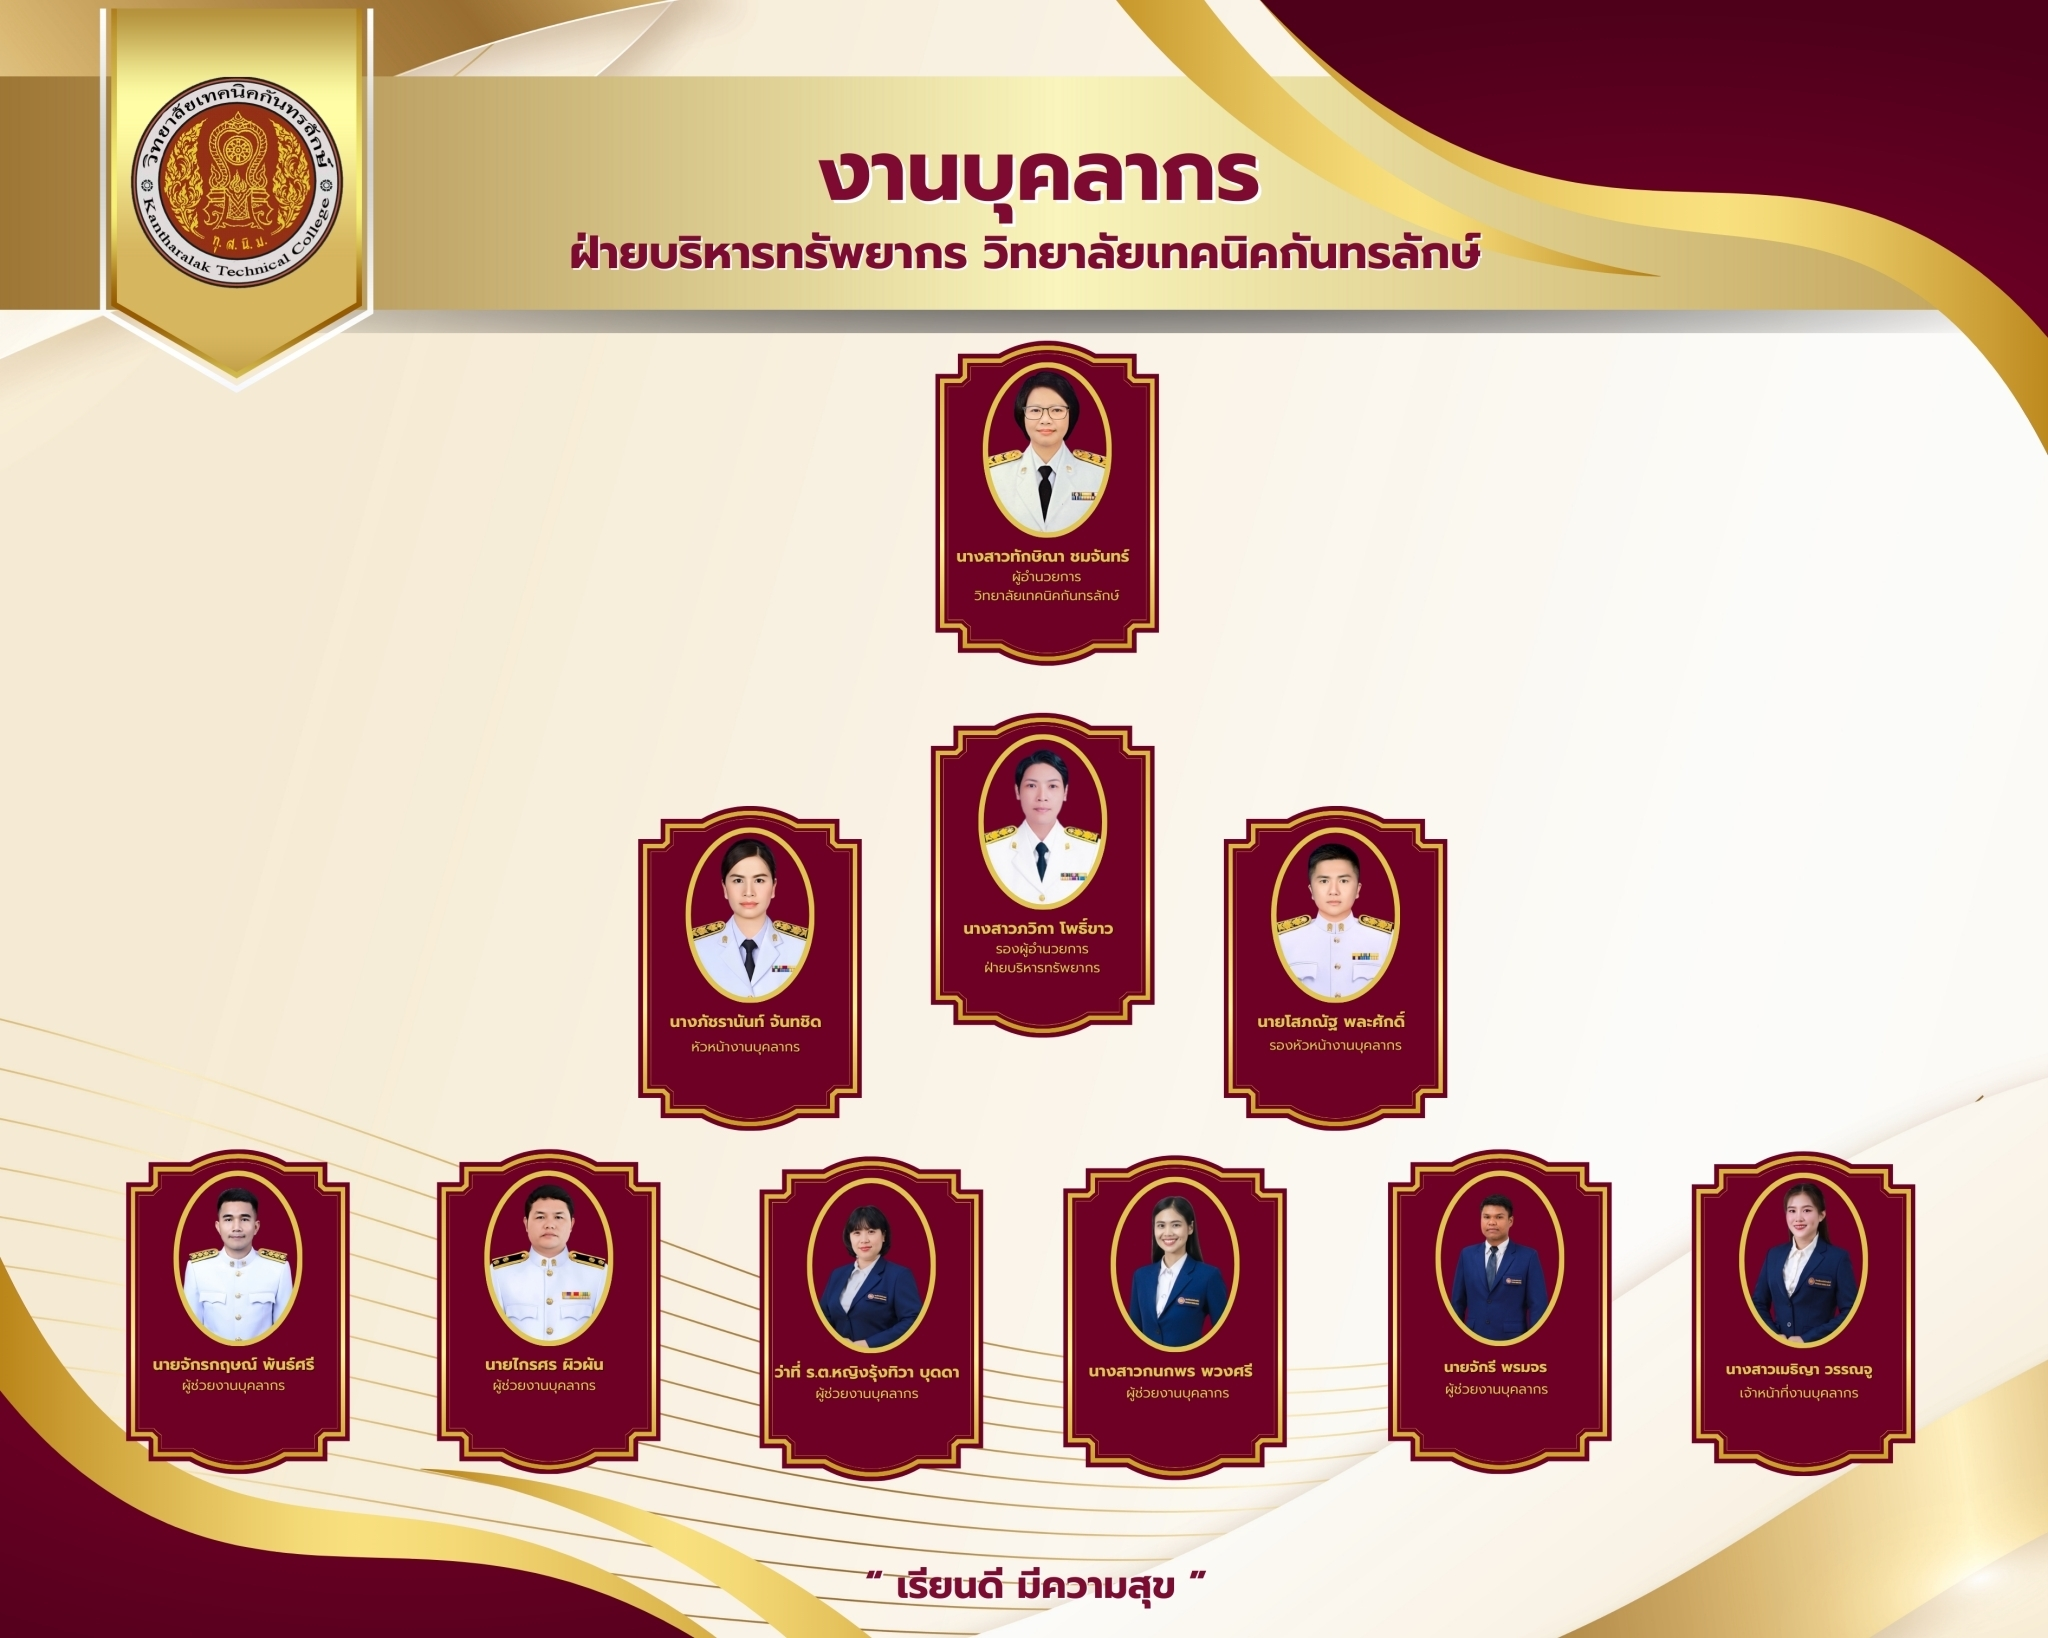 วิทยาลัยเทคนิคกันทรลักษ์
ทุ. ส. นิ. ม.
Kantharalak Technical College
งานบุคลากร
ฝ่ายบริหารทรัพยากร วิทยาลัยเทคนิคกันทรลักษ์
นางสาวทักษิณา ชมจันทร์
ผู้อำนวยการ
วิทยาลัยเทคนิคกันทรลักษ์
นางสาวภวิกา โพธิ์ขาว
รองผู้อำนวยการ
ฝ่ายบริหารทรัพยากร
นางภัชรานันท์ จันทชิด
หัวหน้างานบุคลากร
นายโสภณัฐ พละศักดิ์
รองหัวหน้างานบุคลากร
นายจักรกฤษณ์ พันธ์ศรี
ผู้ช่วยงานบุคลากร
นายไกรศร ผิวผัน
ผู้ช่วยงานบุคลากร
ว่าที่ ร.ต.หญิงรุ้งทิวา บุดดา
ผู้ช่วยงานบุคลากร
นางสาวกนกพร พวงศรี
ผู้ช่วยงานบุคลากร
นายจักรี พรมจร
ผู้ช่วยงานบุคลากร
นางสาวเมธิญา วรรณจู
เจ้าหน้าที่งานบุคลากร
“ เรียนดี มีความสุข ”